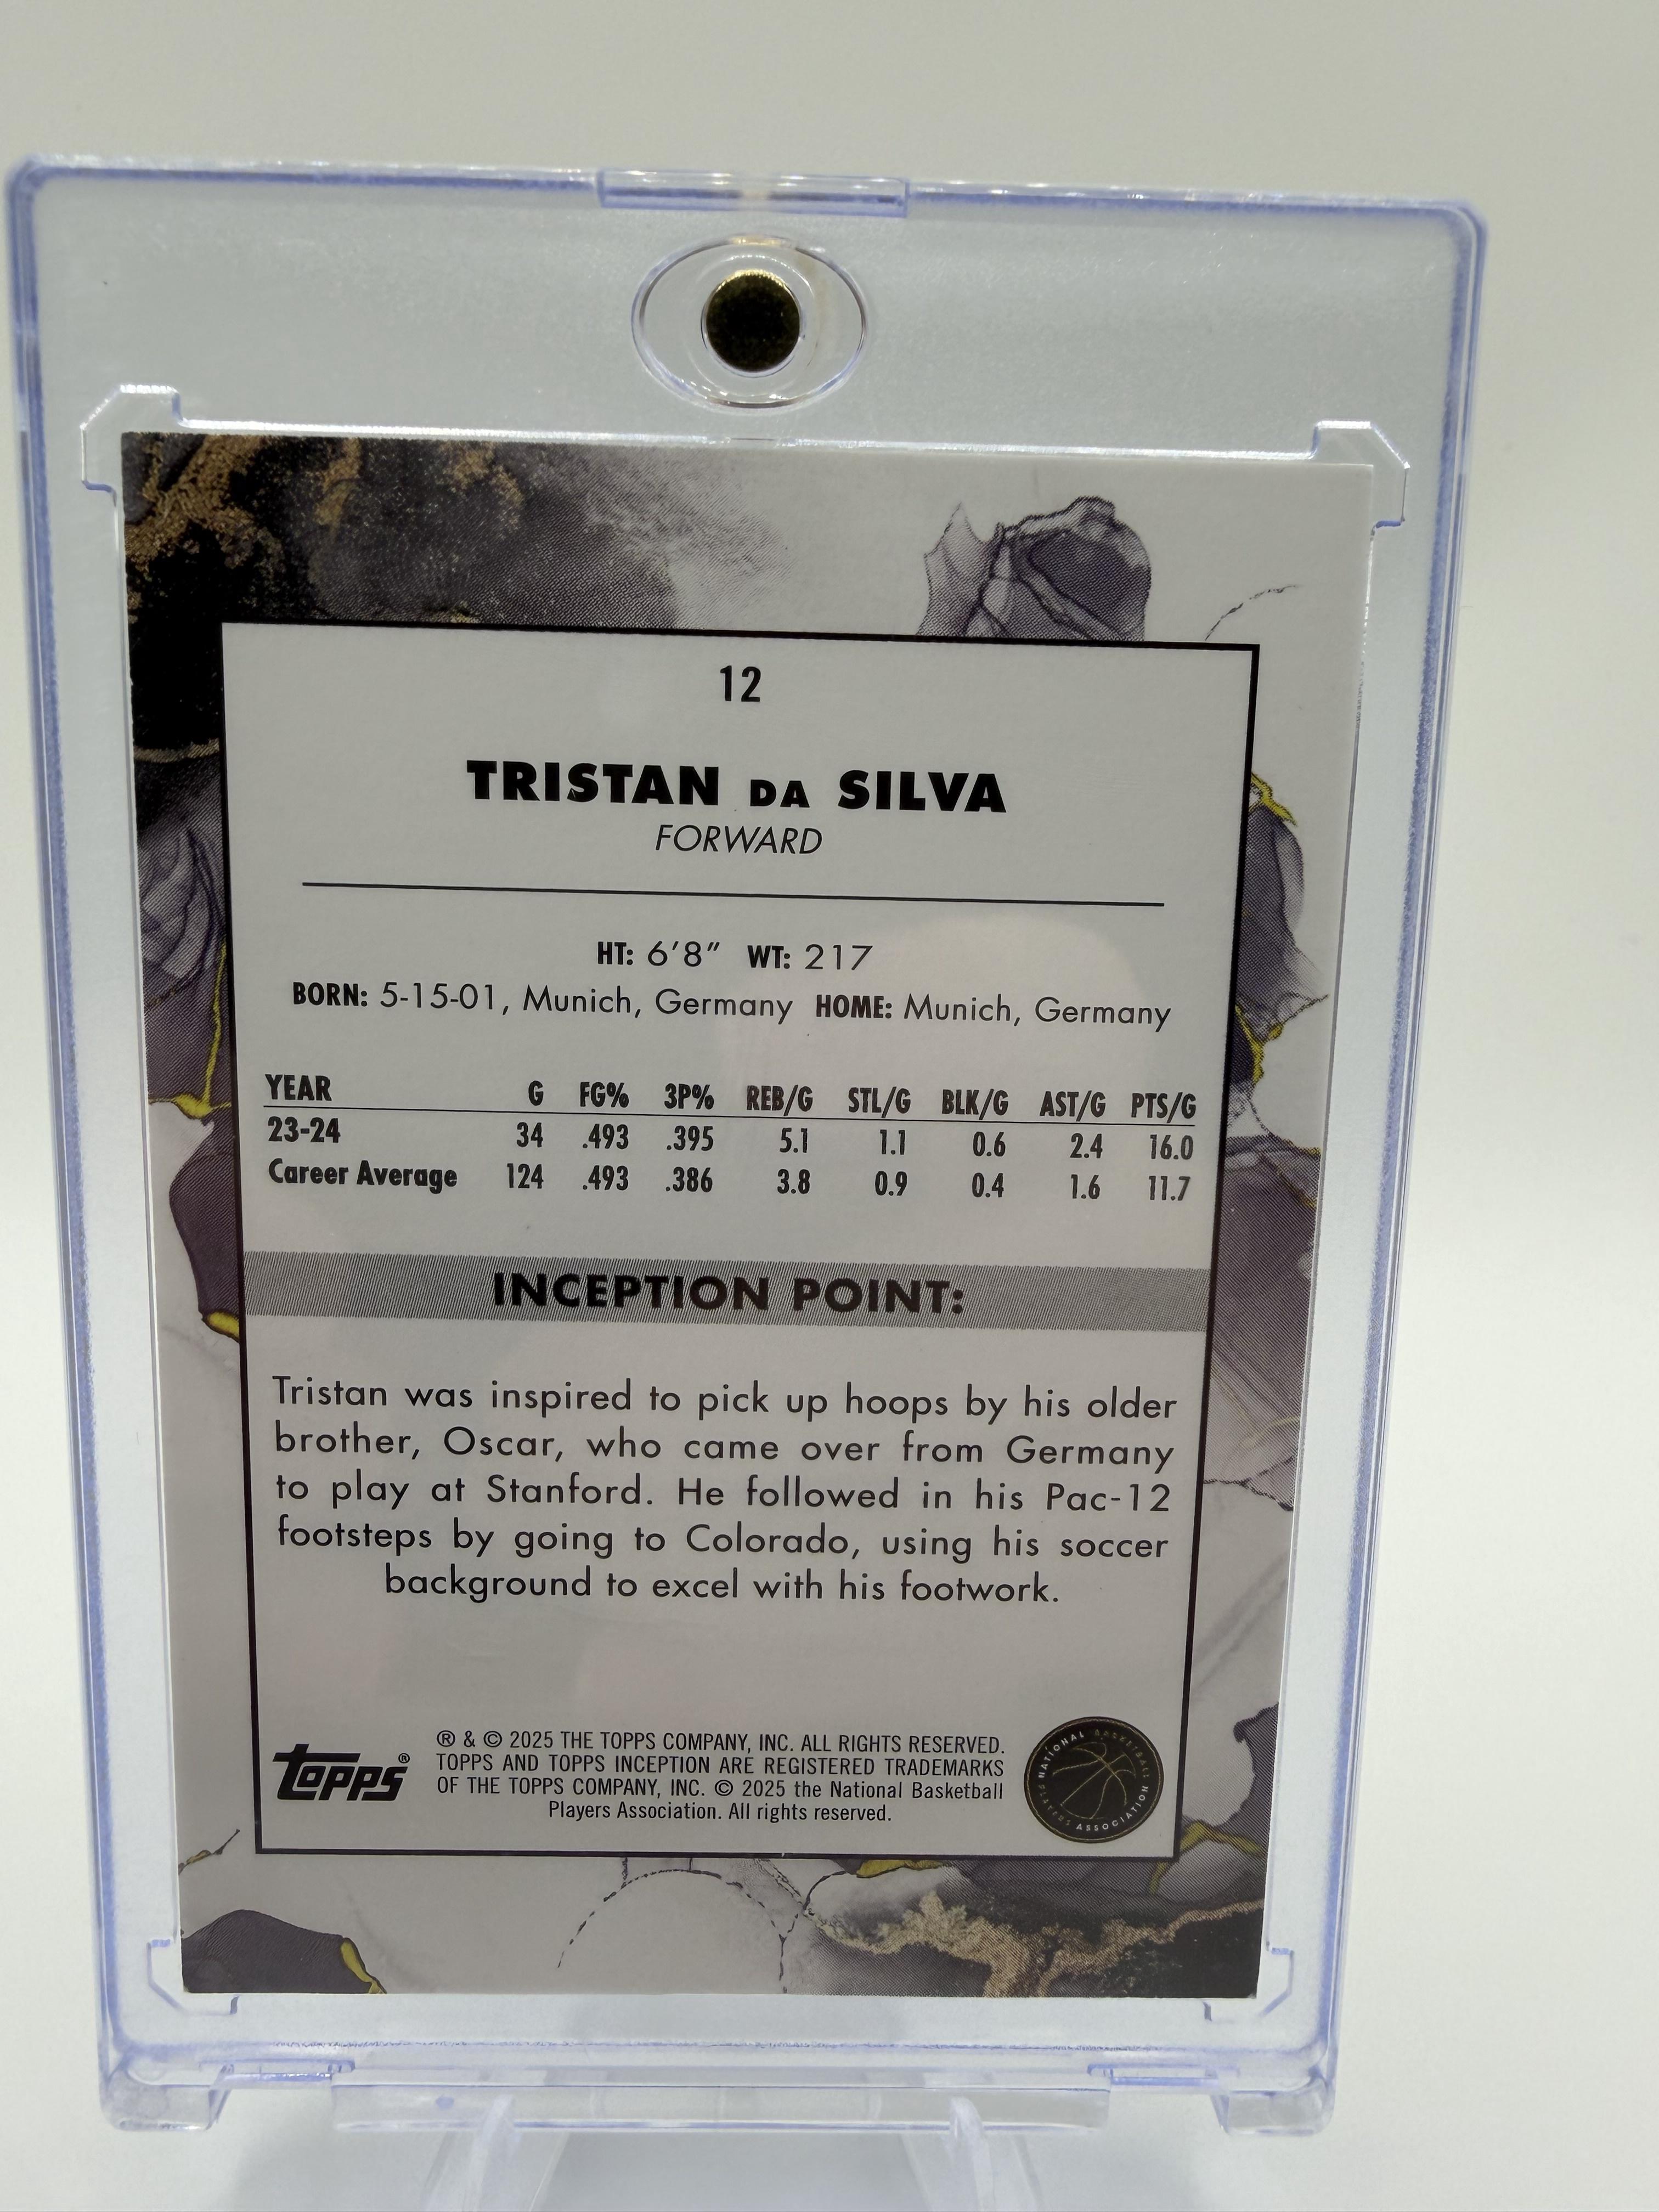 12
TRISTAN DA SILVA
FORWARD
HT: 6'8" WT: 217
BORN: 5-15-01, Munich, Germany HOME: Munich, Germany
YEAR G FG% 3P% REB/G STL/G BLK/G AST/G PTS/G
23-24 34 .493 .395 5.1 1.1 0.6 2.4 16.0
Career Average 124 .493 .386 3.8 0.9 0.4 1.6 11.7
INCEPTION POINT:
Tristan was inspired to pick up hoops by his older
brother, Oscar, who came over from Germany
to play at Stanford. He followed in his Pac-12
footsteps by going to Colorado, using his soccer
background to excel with his footwork.
topps®
® & © 2025 THE TOPPS COMPANY, INC. ALL RIGHTS RESERVED.
TOPPS AND TOPPS INCEPTION ARE REGISTERED TRADEMARKS
OF THE TOPPS COMPANY, INC. © 2025 the National Basketball
Players Association. All rights reserved.
NATIONAL BASKETBALL PLAYERS ASSOCIATION